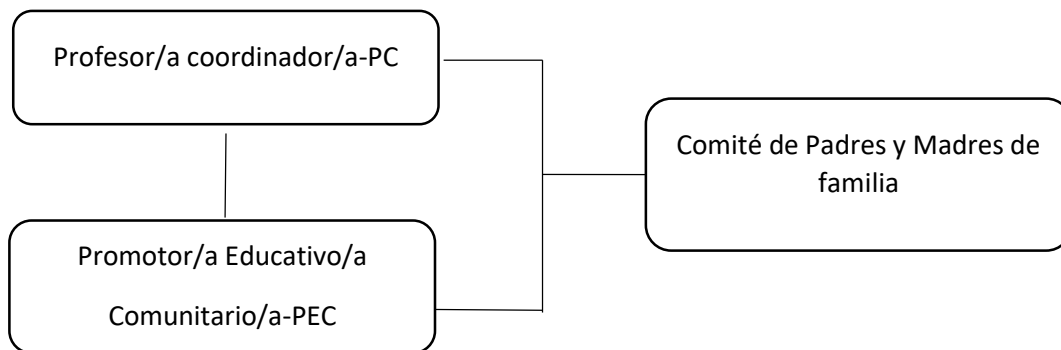 Profesor/a coordinador/a-PC
Comité de Padres y Madres de
familia
Promotor/a Educativo/a
Comunitario/a-PEC